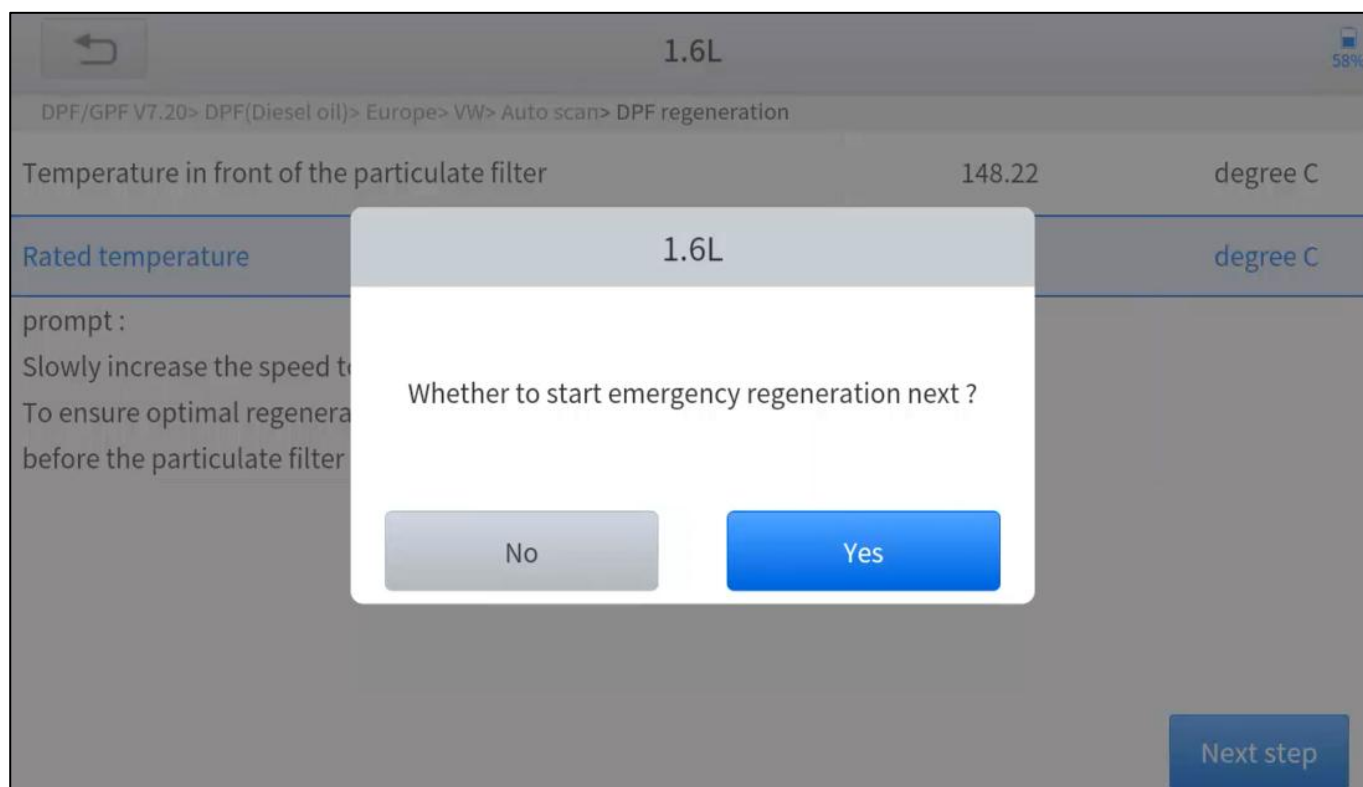 1.6L
58%
DPF/GPF V7.20> DPF(Diesel oil)> Europe> VW> Auto scan> DPF regeneration
Temperature in front of the particulate filter 148.22 degree C
Rated temperature degree C
1.6L
prompt :
Slowly increase the speed
To ensure optimal
before the particulate filter
Whether to start emergency regeneration next ?
No Yes
Next step